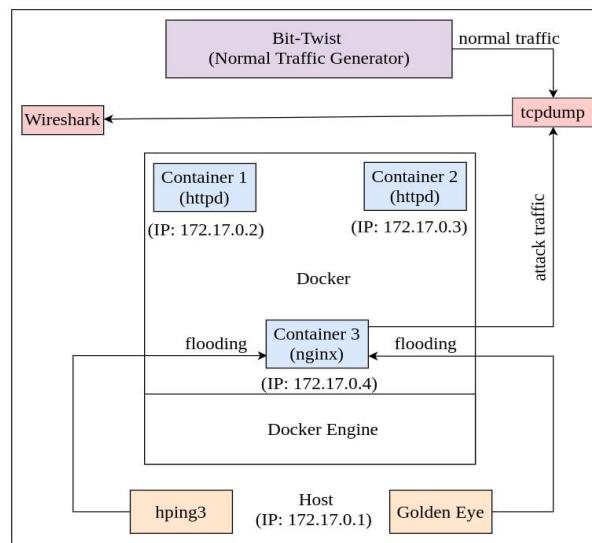 Bit-Twist
(Normal Traffic Generator)
normal traffic
Wireshark
tcpdump
Container 1
(httpd)
(IP: 172.17.0.2)
Container 2
(httpd)
(IP: 172.17.0.3)
attack traffic
Docker
flooding
Container 3
(nginx)
flooding
(IP: 172.17.0.4)
Docker Engine
hping3
Host
(IP: 172.17.0.1)
Golden Eye